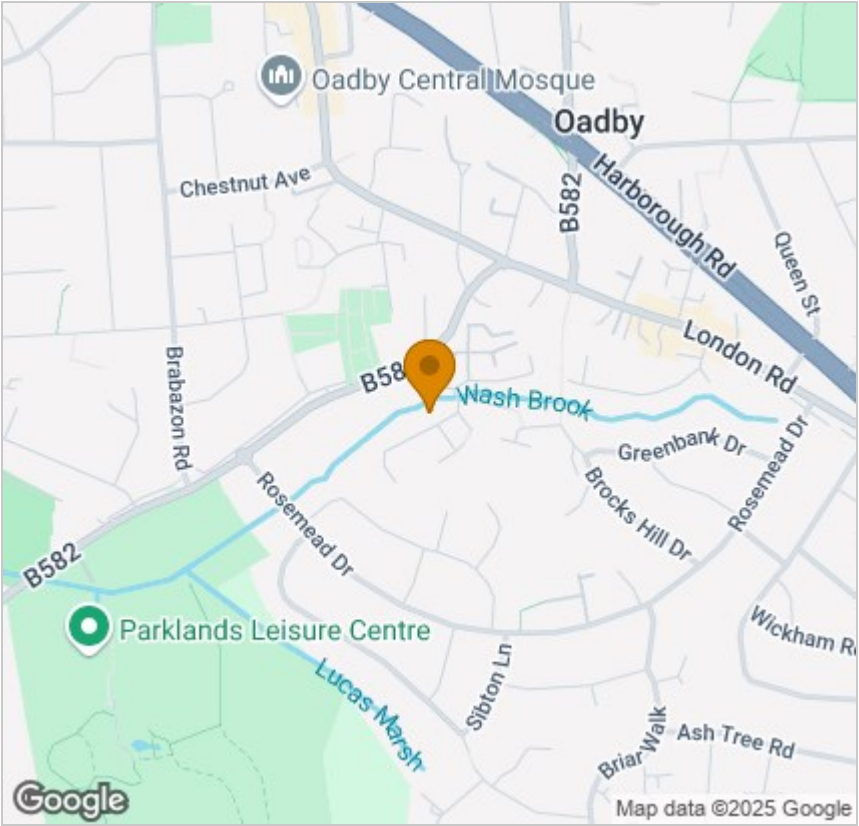 Oadby Central Mosque
Oadby
Chestnut Ave
Harborough Rd
B582
Queen St
London Rd
Brabazon Rd
B58
Wash Brook
Greenbank Dr
Rosemead Dr
Brocks Hill Dr
Rosemead Dr
B582
Parklands Leisure Centre
Wickham R
Sibton Ln
Lucas Marsh
Briar Walk
Ash Tree Rd
Google
Map data ©2025 Google